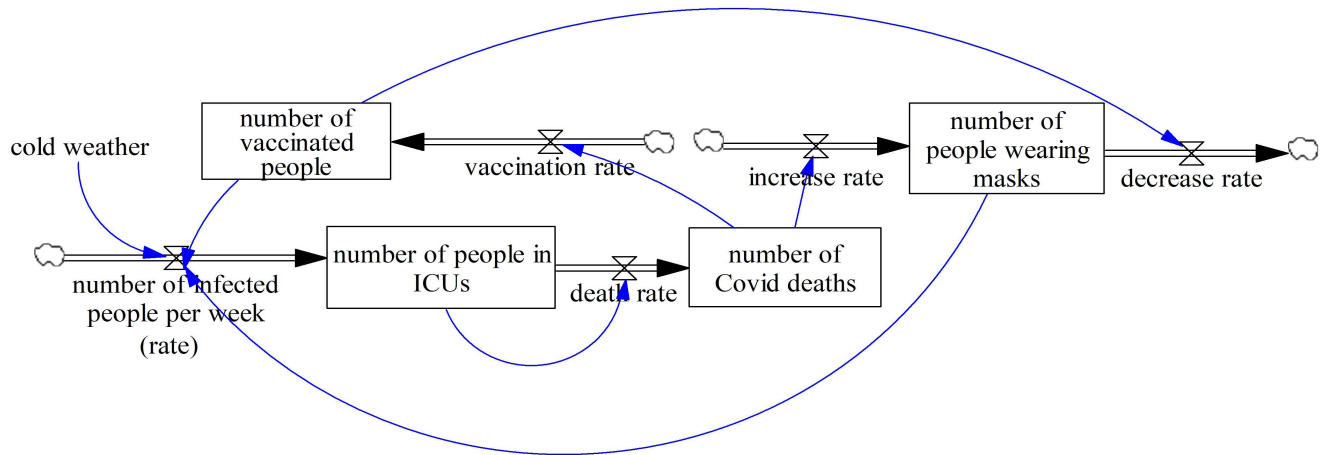 number of
vaccinated
people
cold weather
vaccination rate
increase rate
number of
people wearing
masks
decrease rate
number of infected
people per week
(rate)
number of people in
ICUs
death rate
number of
Covid deaths